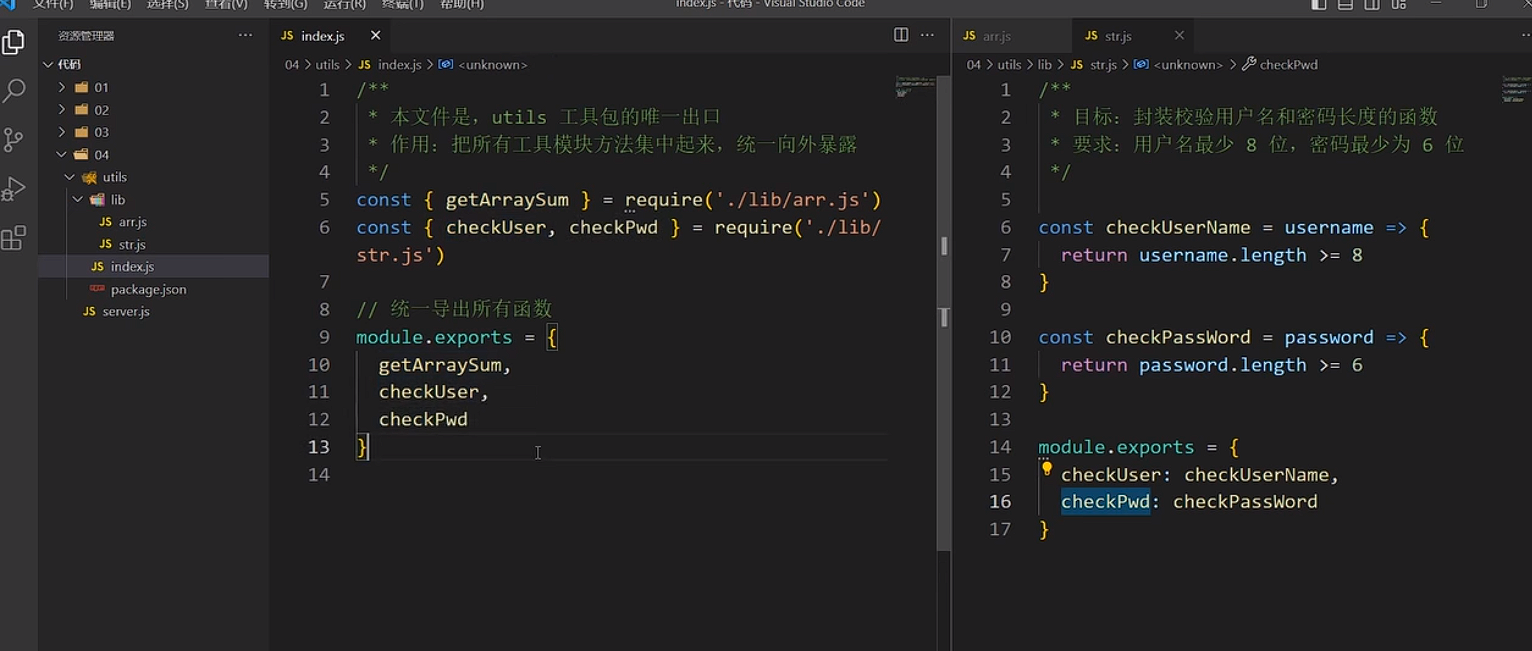 文件(F) 编辑(E) 选择(S) 查看(V) 转到(G) 运行(R) 终端(T) 帮助(H) index.js - 代码 - Visual Studio Code
资源管理器
代码
01
02
03
04
utils
lib
JS arr.js
JS str.js
JS index.js
package.json
JS server.js
JS index.js
04 > utils > JS index.js > <unknown>
1 /**
2 * 本文件是，utils 工具包的唯一出口
3 * 作用：把所有工具模块方法集中起来，统一向外暴露
4 */
5 const { getArraySum } = require('./lib/arr.js')
6 const { checkUser, checkPwd } = require('./lib/
str.js')
7
8 // 统一导出所有函数
9 module.exports = {
10 getArraySum,
11 checkUser,
12 checkPwd
13 }
14
JS arr.js JS str.js
04 > utils > lib > JS str.js > <unknown> > checkPwd
1 /**
2 * 目标：封装校验用户名和密码长度的函数
3 * 要求：用户名最少 8 位，密码最少为 6 位
4 */
5
6 const checkUserName = username => {
7 return username.length >= 8
8 }
9
10 const checkPassWord = password => {
11 return password.length >= 6
12 }
13
14 module.exports = {
15 checkUser: checkUserName,
16 checkPwd: checkPassWord
17 }